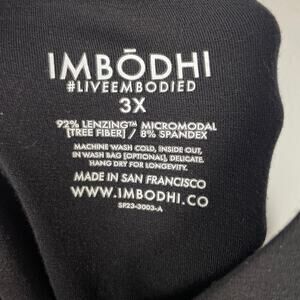 IMBŌDHI
#LIVEEMBODIED
3X
92% LENZING™ MICROMODAL
[TREE FIBER] / 8% SPANDEX
MACHINE WASH COLD, INSIDE OUT,
IN WASH BAG [OPTIONAL], DELICATE.
HANG DRY FOR LONGEVITY.
MADE IN SAN FRANCISCO
WWW.IMBODHI.CO
SP23-3003-A